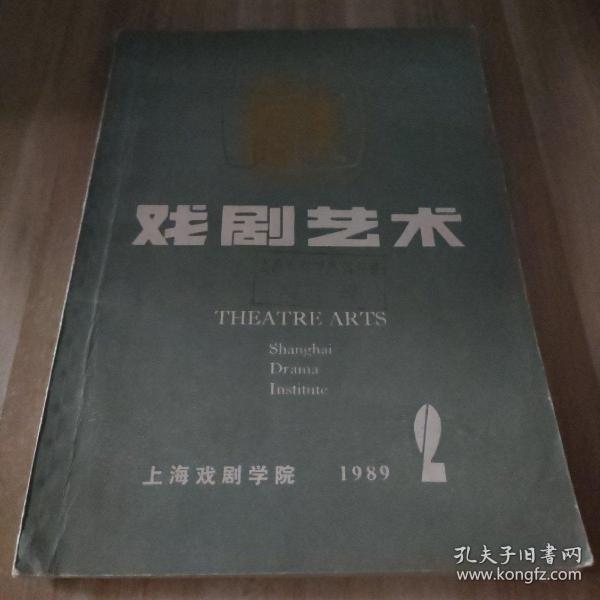 戏剧艺术
THEATRE ARTS
Shanghai
Drama
Institute
上海戏剧学院 1989 2
孔夫子旧书网
www.kongfz.com